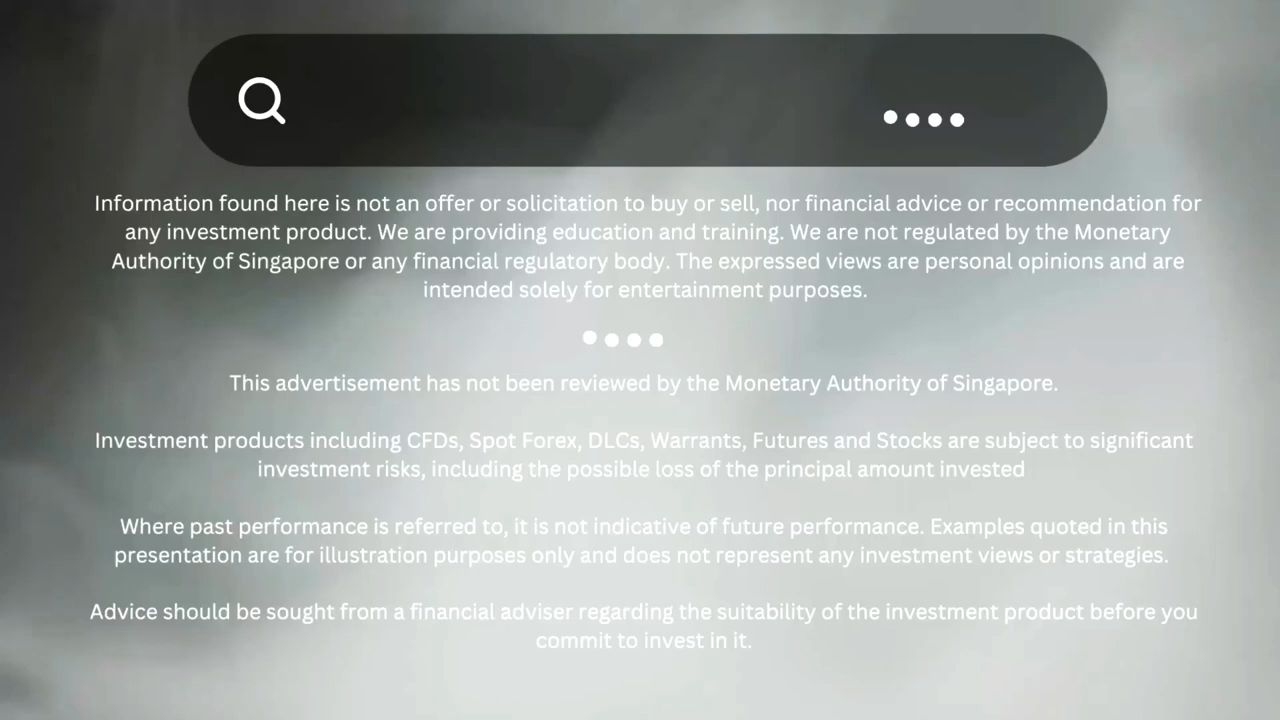 Information found here is not an offer or solicitation to buy or sell, nor financial advice or recommendation for
any investment product. We are providing education and training. We are not regulated by the Monetary
Authority of Singapore or any financial regulatory body. The expressed views are personal opinions and are
intended solely for entertainment purposes.
This advertisement has not been reviewed by the Monetary Authority of Singapore.
Investment products including CFDs, Spot Forex, DLCs, Warrants, Futures and Stocks are subject to significant
investment risks, including the possible loss of the principal amount invested
Where past performance is referred to, it is not indicative of future performance. Examples quoted in this
presentation are for illustration purposes only and does not represent any investment views or strategies.
Advice should be sought from a financial adviser regarding the suitability of the investment product before you
commit to invest in it.